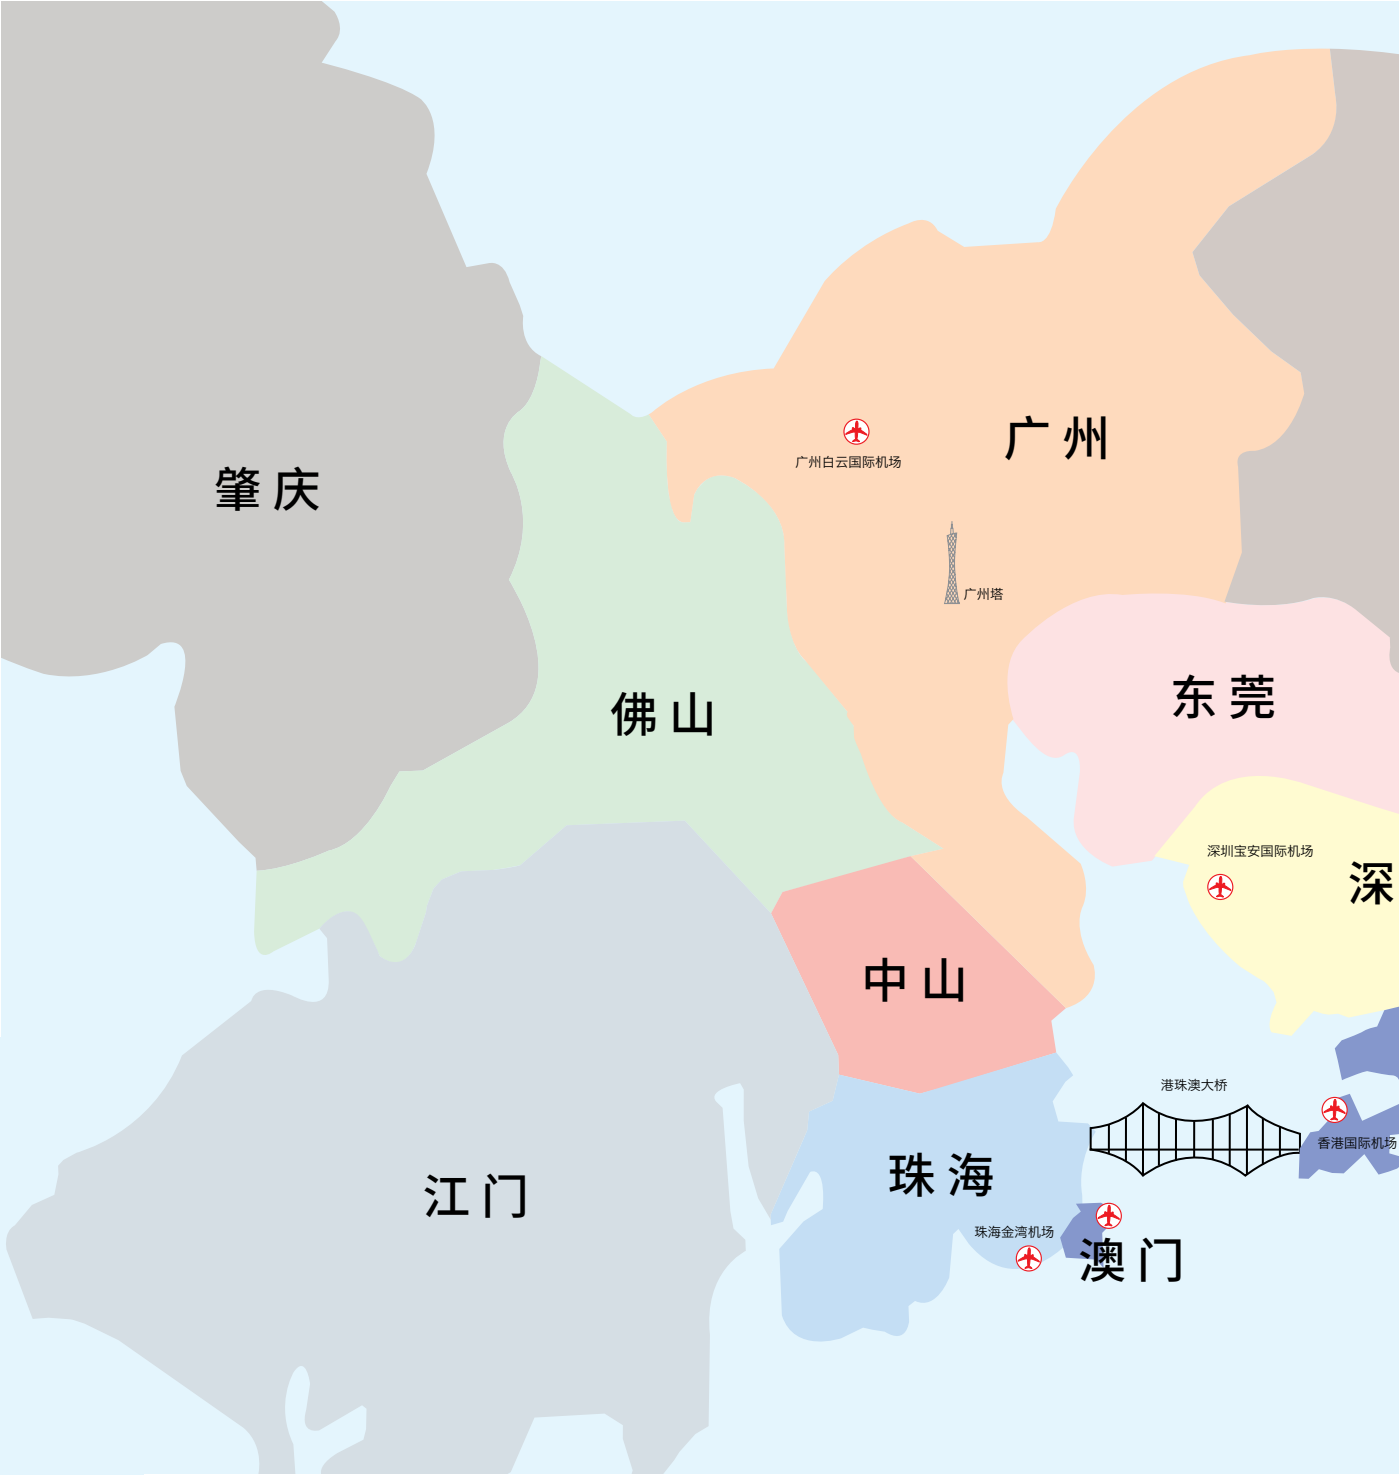 广州
广州白云国际机场
肇庆
广州塔
东莞
佛山
深圳宝安国际机场
深
中山
港珠澳大桥
香港国际机场
珠海
江门
珠海金湾机场
澳门